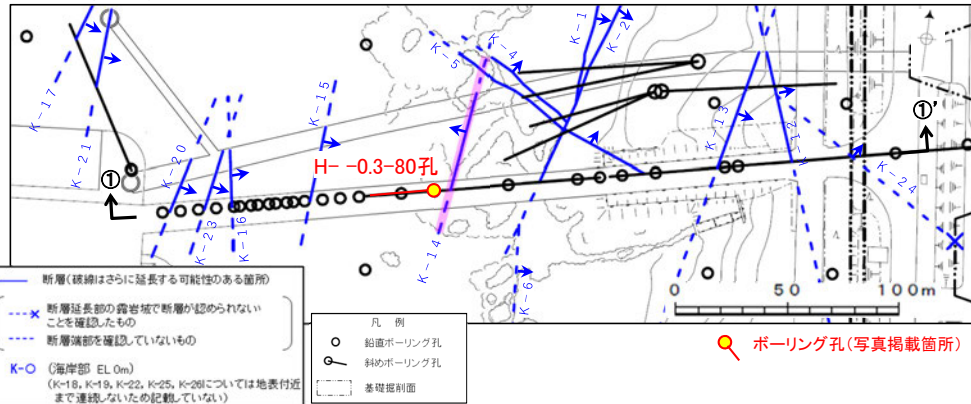 K-17
K-21
K-20
K-23
K-16
K-15
K-14
K-5
K-4
K-1
K-2
K-6
K-13
K-12
K-24
①
①'
H- -0.3-80孔
0 50 100m
断層(破線はさらに延長する可能性のある箇所)
断層延長部の露岩域で断層が認められない
ことを確認したもの
断層端部を確認していないもの
K-○ (海岸部 EL 0m)
(K-18, K-19, K-22, K-25, K-26については地表付近
まで連続しないため記載していない)
凡 例
鉛直ボーリング孔
斜めボーリング孔
基礎掘削面
ボーリング孔(写真掲載箇所)